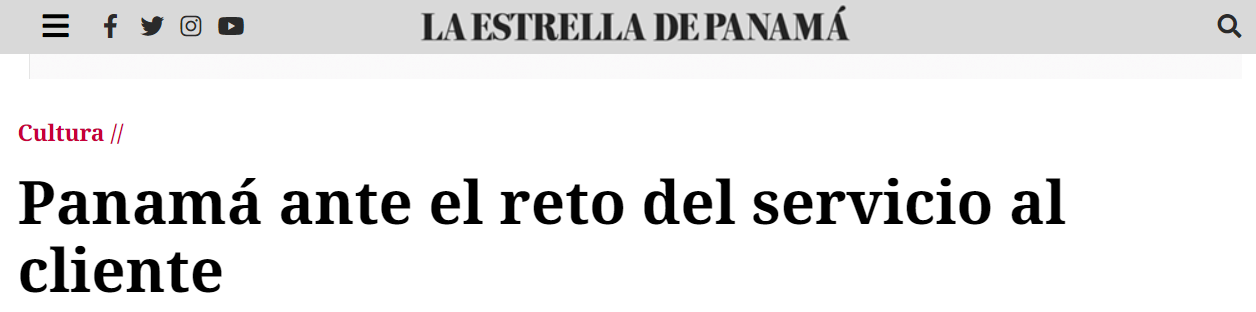 LA ESTRELLA DE PANAMÁ
Cultura //
Panamá ante el reto del servicio al
cliente